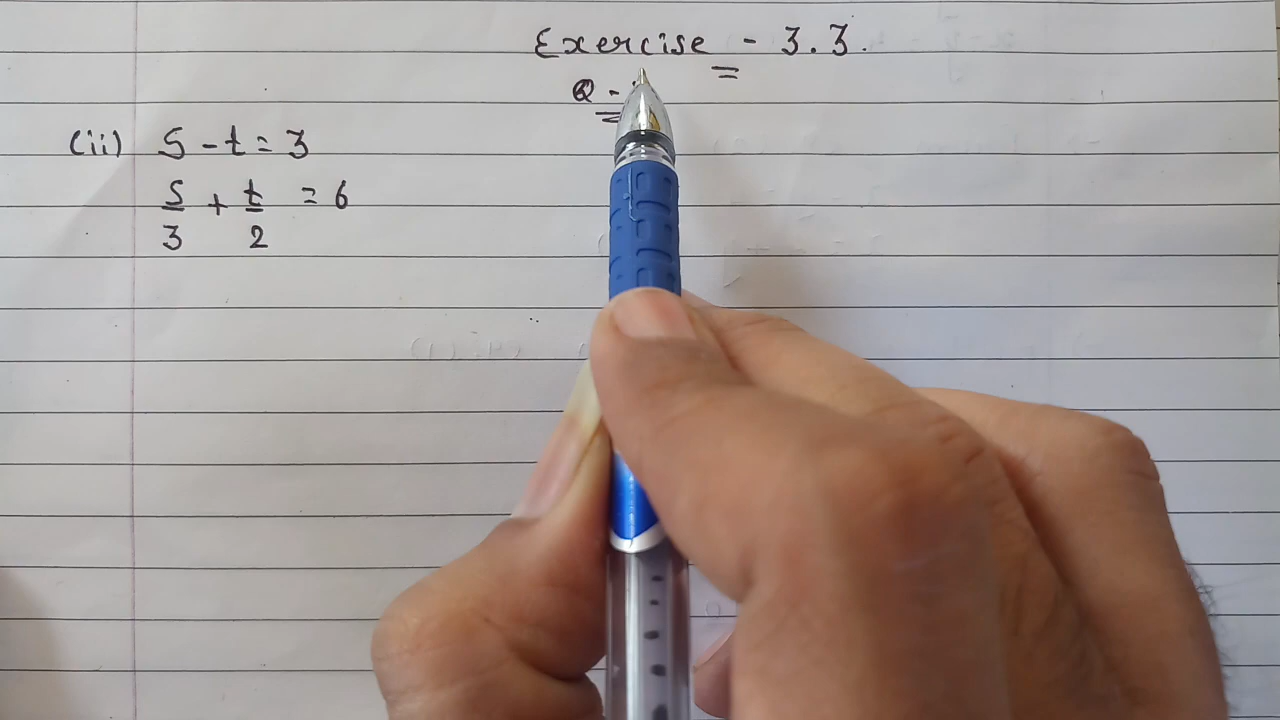 Exercise - 3.3.
Q -
(ii) S - t = 3
S/3 + t/2 = 6